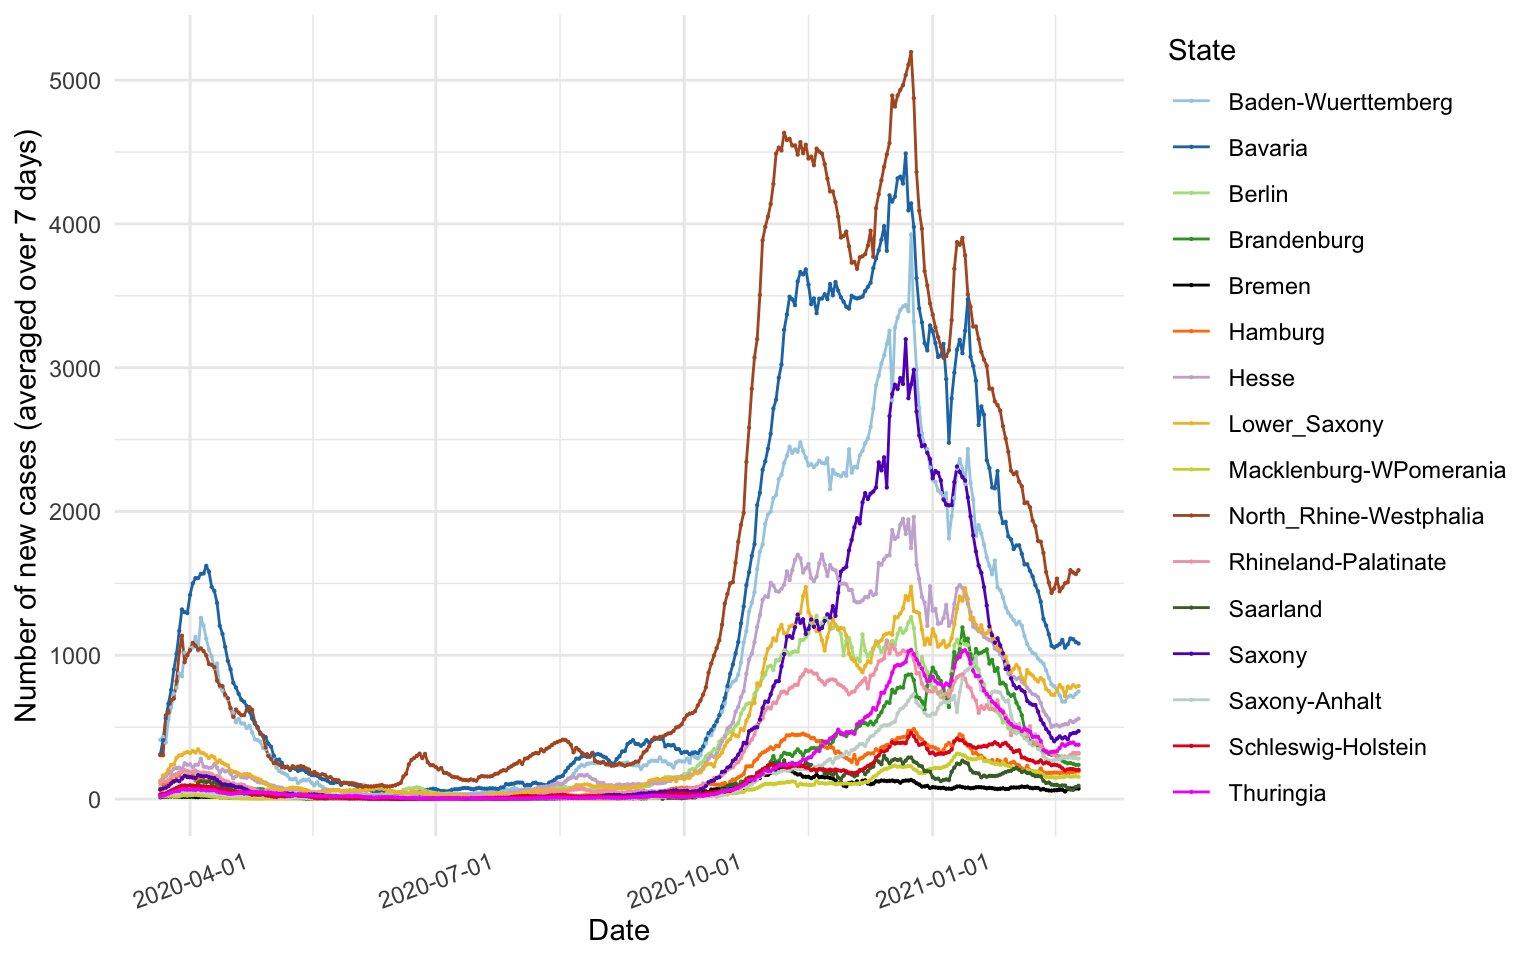 Number of new cases (averaged over 7 days)
5000
4000
3000
2000
1000
0
2020-04-01
2020-07-01
2020-10-01
2021-01-01
Date
State
Baden-Wuerttemberg
Bavaria
Berlin
Brandenburg
Bremen
Hamburg
Hesse
Lower_Saxony
Macklenburg-WPomerania
North_Rhine-Westphalia
Rhineland-Palatinate
Saarland
Saxony
Saxony-Anhalt
Schleswig-Holstein
Thuringia